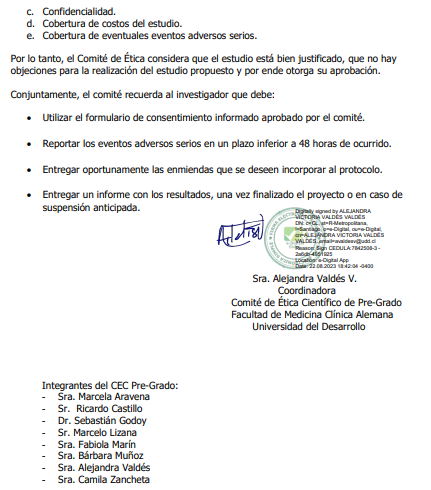 c. Confidencialidad.
d. Cobertura de costos del estudio.
e. Cobertura de eventuales eventos adversos serios.
Por lo tanto, el Comité de Ética considera que el estudio está bien justificado, que no hay
objeciones para la realización del estudio propuesto y por ende otorga su aprobación.
Conjuntamente, el comité recuerda al investigador que debe:
• Utilizar el formulario de consentimiento informado aprobado por el comité.
• Reportar los eventos adversos serios en un plazo inferior a 48 horas de ocurrido.
• Entregar oportunamente las enmiendas que se deseen incorporar al protocolo.
• Entregar un informe con los resultados, una vez finalizado el protocolo o en caso de
suspensión anticipada.
Digitally signed by ALEJANDRA
VICTORIA VALDÉS VALDÉS
DN: c=CL, st=R-Metropolitana,
l=Santiago, o=e-Digital, ou=e-Digital,
cn=ALEJANDRA VICTORIA VALDÉS
VALDÉS, email=avaldesv@udd.cl
Reason: Sign CEDULA:7842508-3 -
Location: e-Digital App
Date: 22.08.2023 18:42:04 -0400
Sra. Alejandra Valdés V.
Coordinadora
Comité de Ética Científico de Pre-Grado
Facultad de Medicina Clínica Alemana
Universidad del Desarrollo
Integrantes del CEC Pre-Grado:
- Sra. Marcela Aravena
- Sr. Ricardo Castillo
- Dr. Sebastián Godoy
- Sr. Marcelo Lizana
- Sra. Fabiola Marín
- Sra. Bárbara Muñoz
- Sra. Alejandra Valdés
- Sra. Camila Zancheta